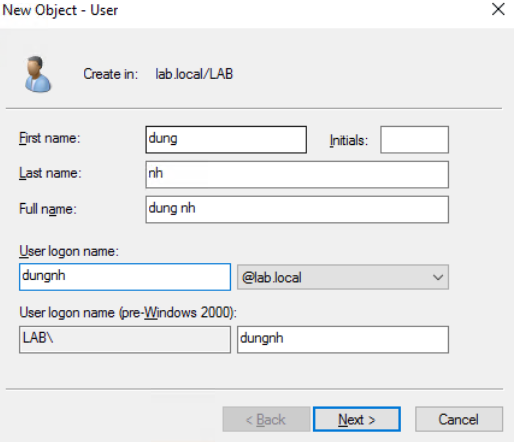 New Object - User
Create in: lab.local/LAB
First name: dung Initials:
Last name: nh
Full name: dung nh
User logon name:
dungnh @lab.local
User logon name (pre-Windows 2000):
LAB\ dungnh
< Back Next > Cancel